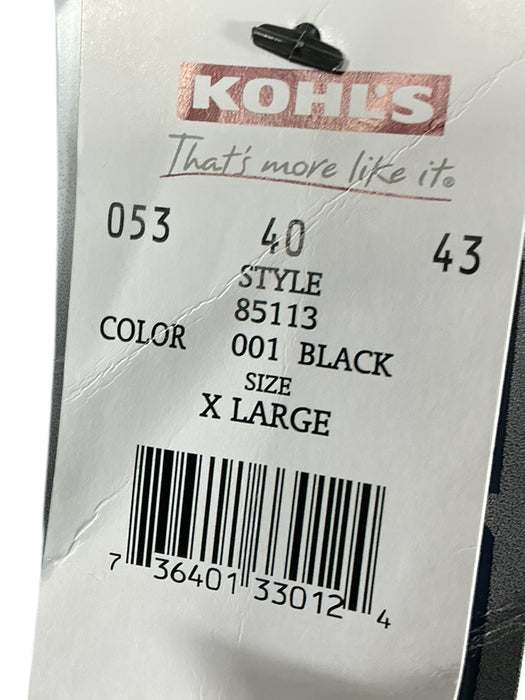 KOHL'S
That's more like it®
053 40 43
STYLE
85113
COLOR 001 BLACK
SIZE
X LARGE
7 36401 33012 4